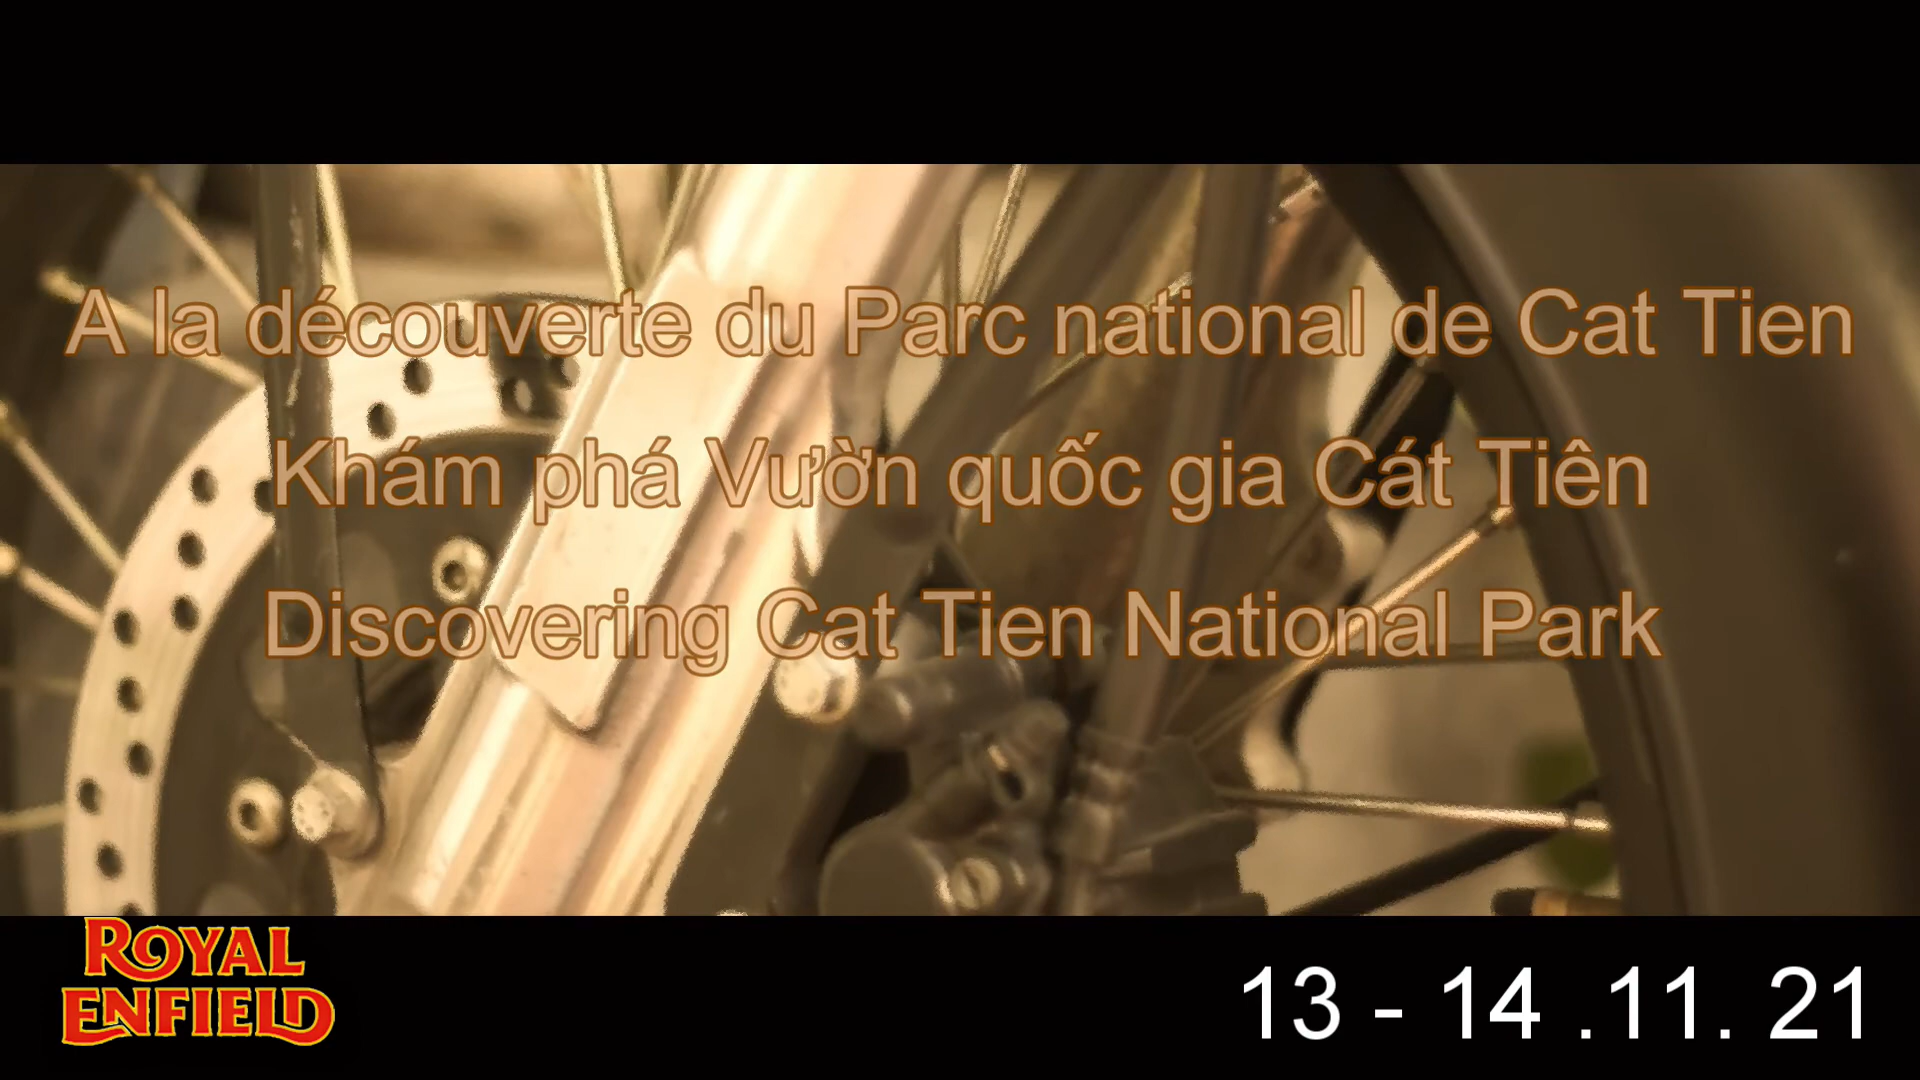 A la découverte du Parc national de Cat Tien
Khám phá Vườn quốc gia Cát Tiên
Discovering Cat Tien National Park
ROYAL
ENFIELD
13 - 14 .11. 21